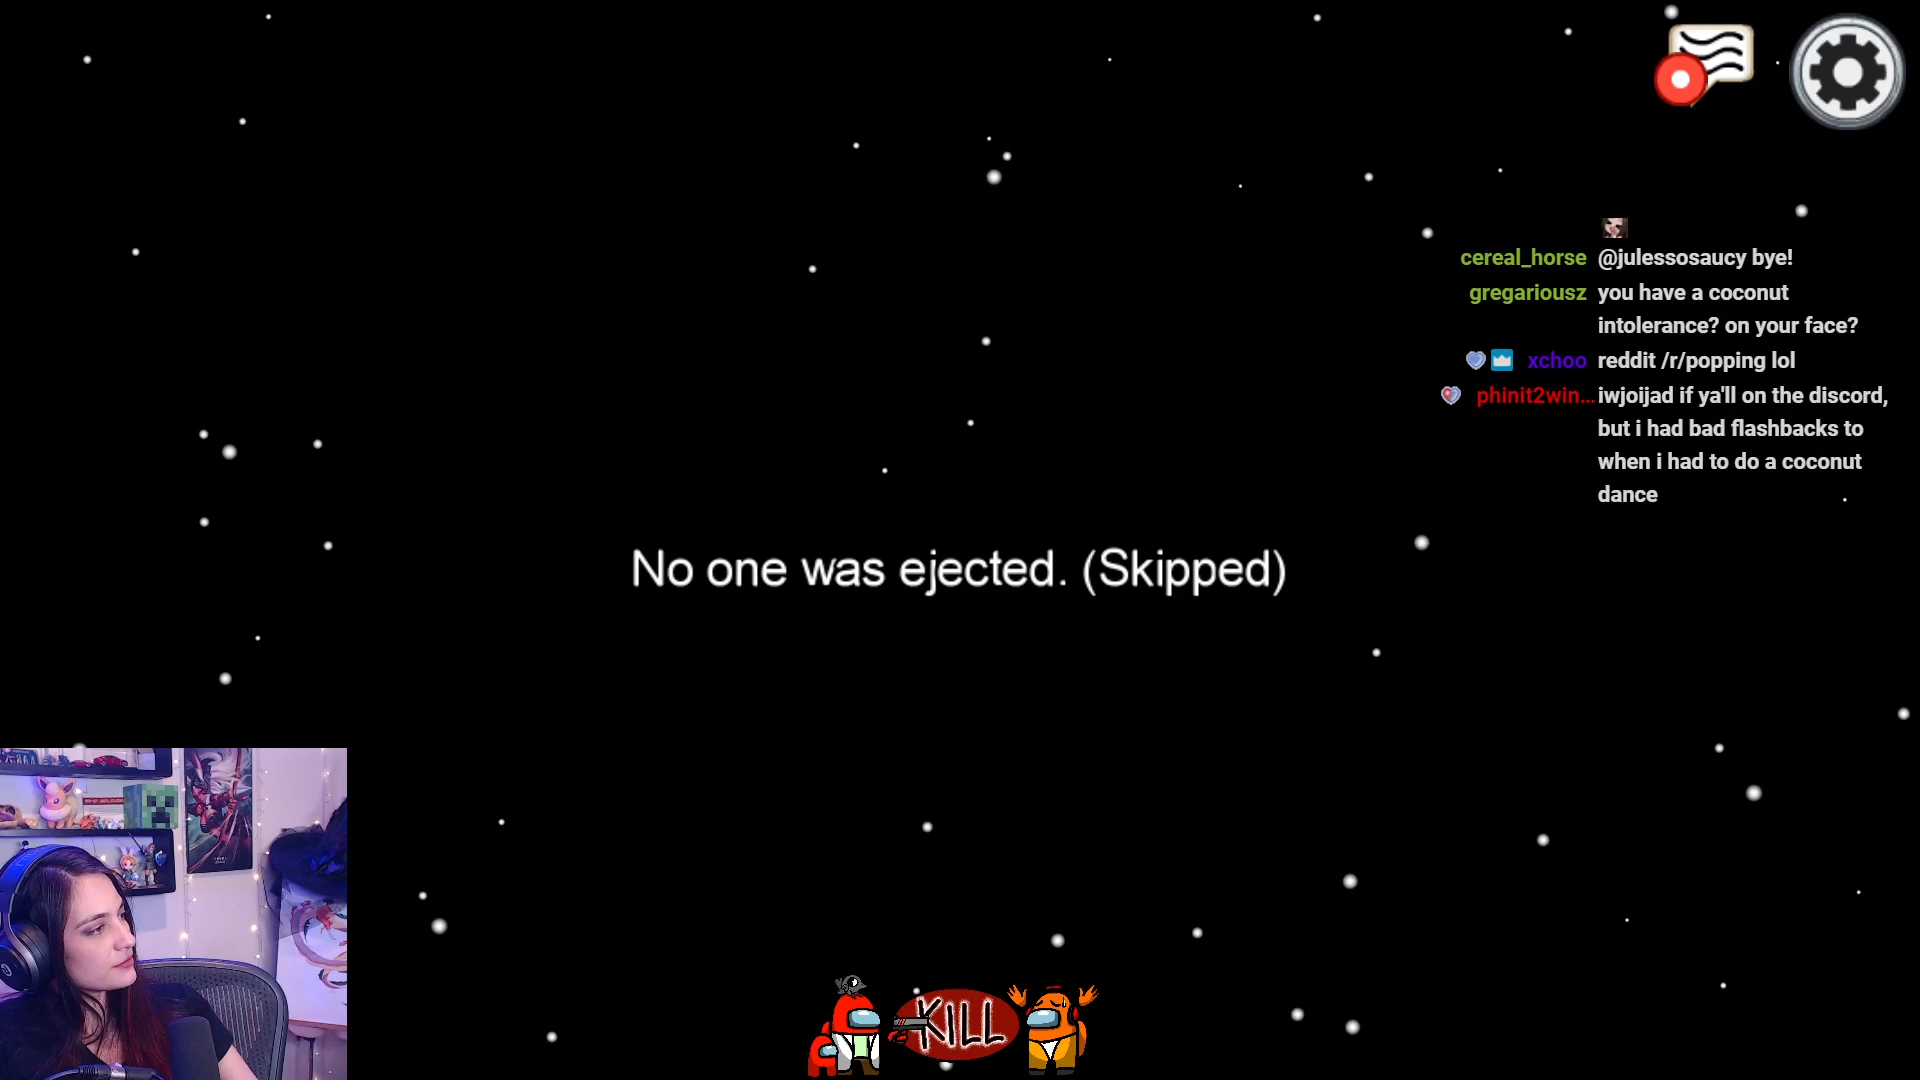 cereal_horse @julessosaucy bye!
gregariousz you have a coconut
intolerance? on your face?
xchoo reddit /r/popping lol
phinit2win... iwjoijad if ya'll on the discord,
but i had bad flashbacks to
when i had to do a coconut
dance
No one was ejected. (Skipped)
KILL